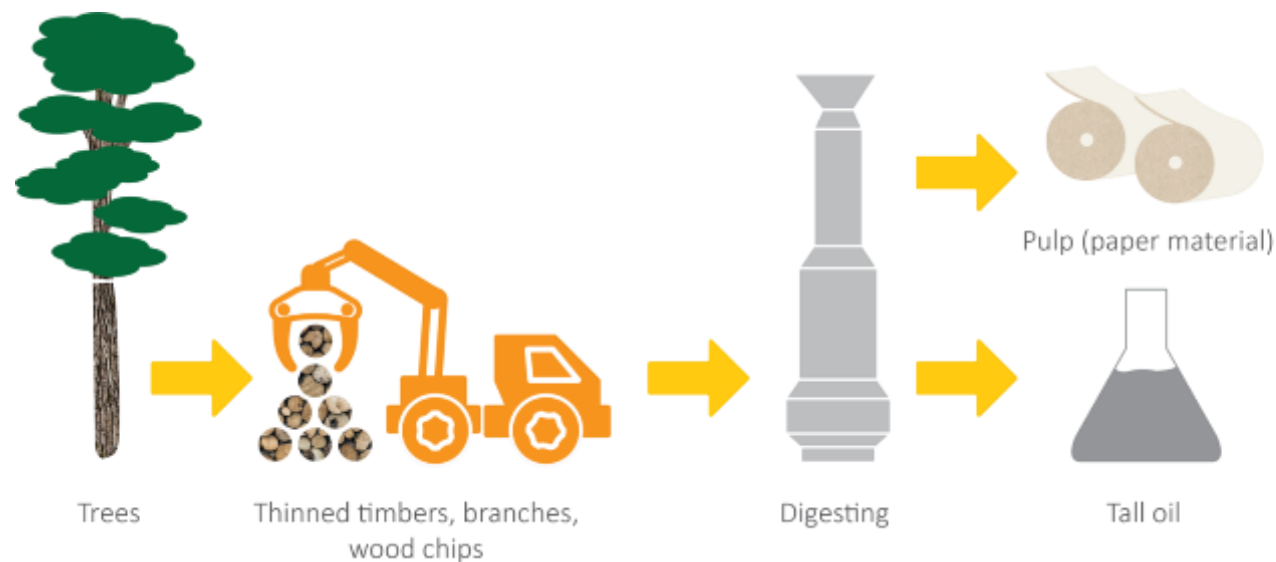 Pulp (paper material)
Trees
Thinned timbers, branches,
wood chips
Digesting
Tall oil